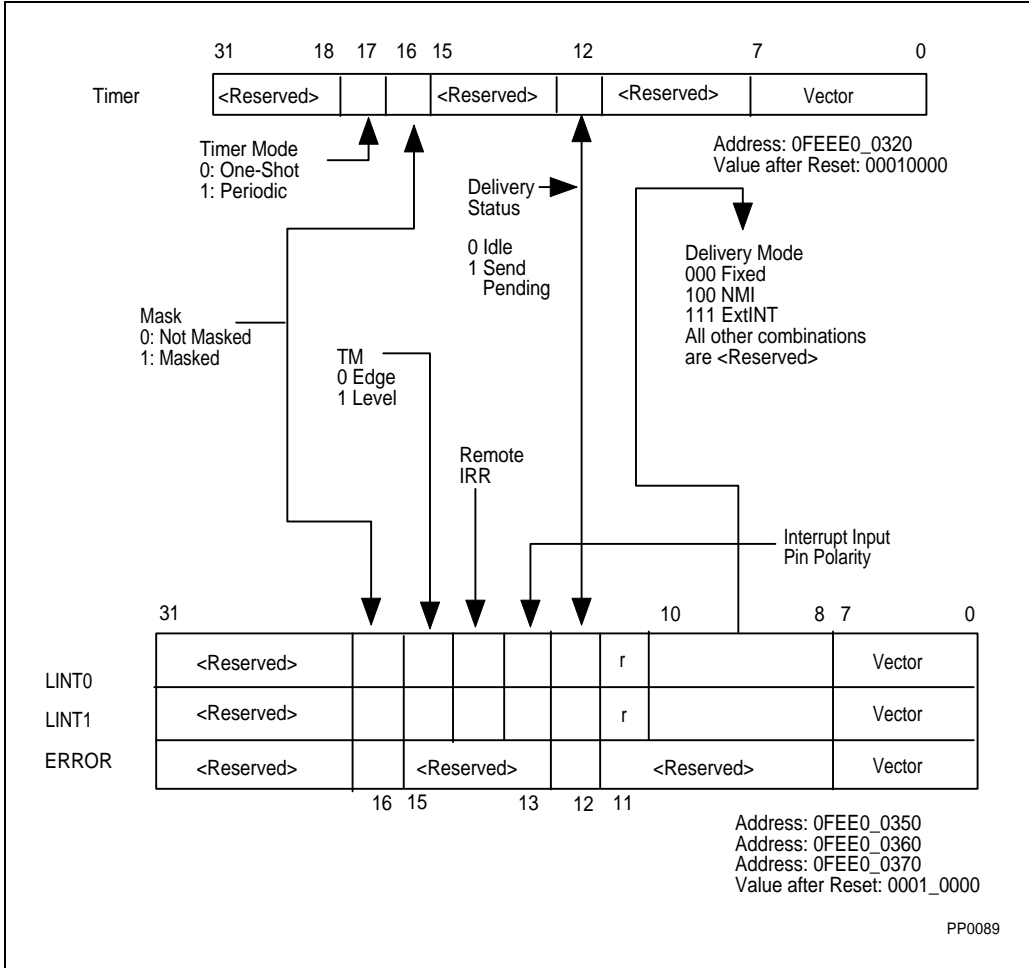 31 18 17 16 15 12 7 0
Timer <Reserved> <Reserved> <Reserved> Vector
Timer Mode
0: One-Shot
1: Periodic
Address: 0FEEE0_0320
Value after Reset: 00010000
Delivery
Status
0 Idle
1 Send
Pending
Delivery Mode
000 Fixed
100 NMI
111 ExtINT
All other combinations
are <Reserved>
Mask
0: Not Masked
1: Masked
TM
0 Edge
1 Level
Remote
IRR
Interrupt Input
Pin Polarity
31 10 8 7 0
LINT0 <Reserved> r Vector
LINT1 <Reserved> r Vector
ERROR <Reserved> <Reserved> <Reserved> Vector
16 15 13 12 11
Address: 0FEE0_0350
Address: 0FEE0_0360
Address: 0FEE0_0370
Value after Reset: 0001_0000
PP0089